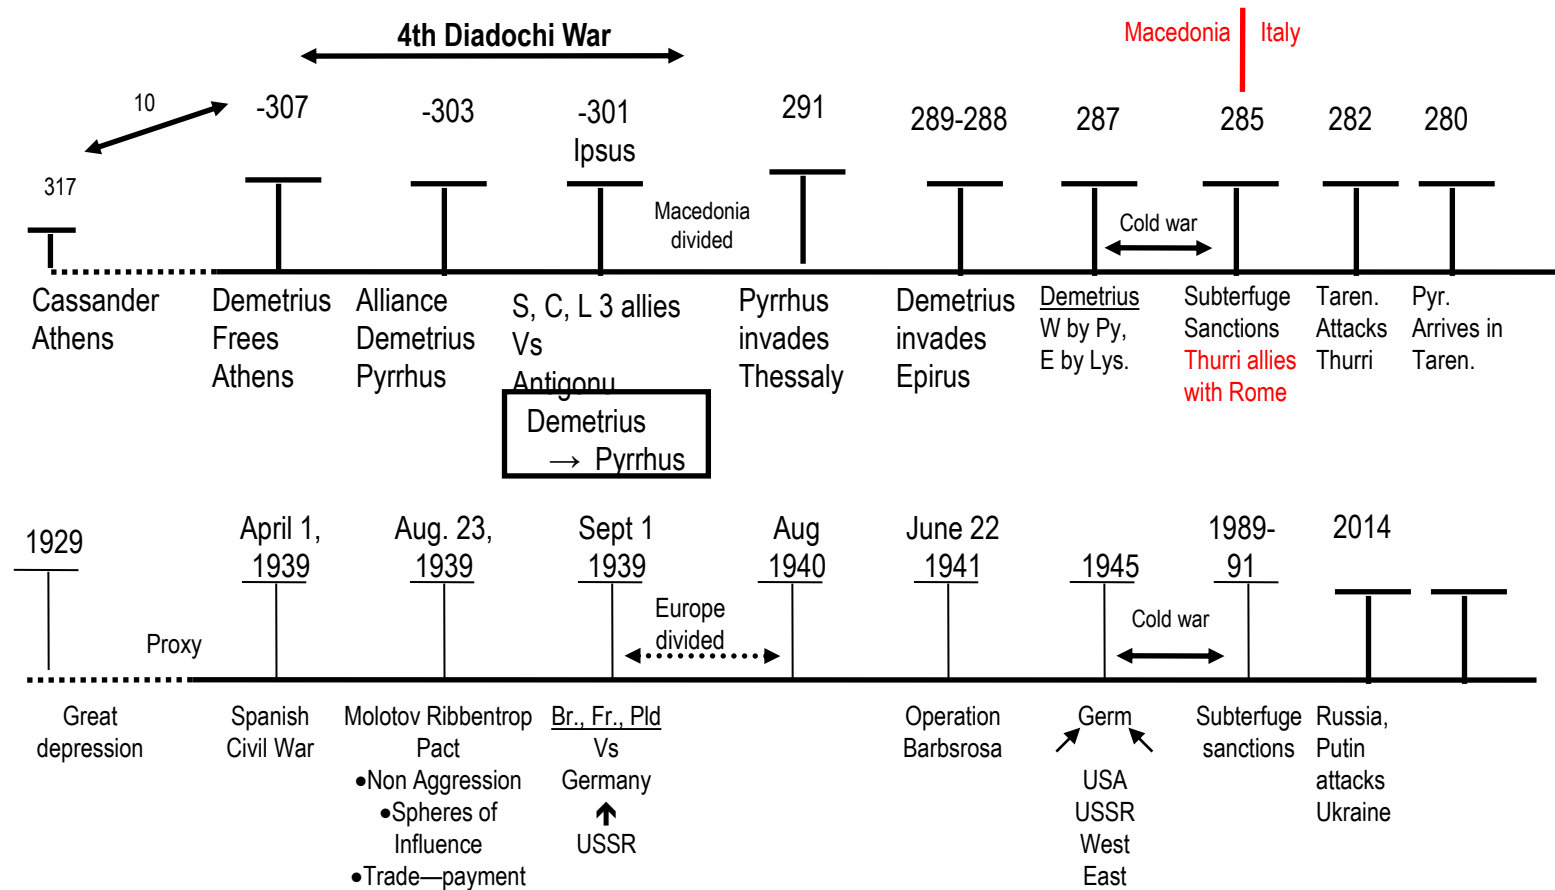 4th Diadochi War
Macedonia
Italy
10
317
-307
-303
-301
Ipsus
291
289-288
287
285
282
280
Macedonia
divided
Cold war
Cassander
Athens
Demetrius
Frees
Athens
Alliance
Demetrius
Pyrrhus
S, C, L 3 allies
Vs
Antigonu
Demetrius
→ Pyrrhus
Pyrrhus
invades
Thessaly
Demetrius
invades
Epirus
Demetrius
W by Py,
E by Lys.
Subterfuge
Sanctions
Thurri allies
with Rome
Taren.
Attacks
Thurri
Pyr.
Arrives in
Taren.
1929
April 1,
1939
Aug. 23,
1939
Sept 1
1939
Aug
1940
June 22
1941
1945
1989-
91
2014
Proxy
Europe
divided
Cold war
Great
depression
Spanish
Civil War
Molotov Ribbentrop
Pact
•Non Aggression
•Spheres of
Influence
•Trade—payment
Br., Fr., Pld
Vs
Germany
USSR
Operation
Barbsrosa
Germ
USA
USSR
West
East
Subterfuge
sanctions
Russia,
Putin
attacks
Ukraine